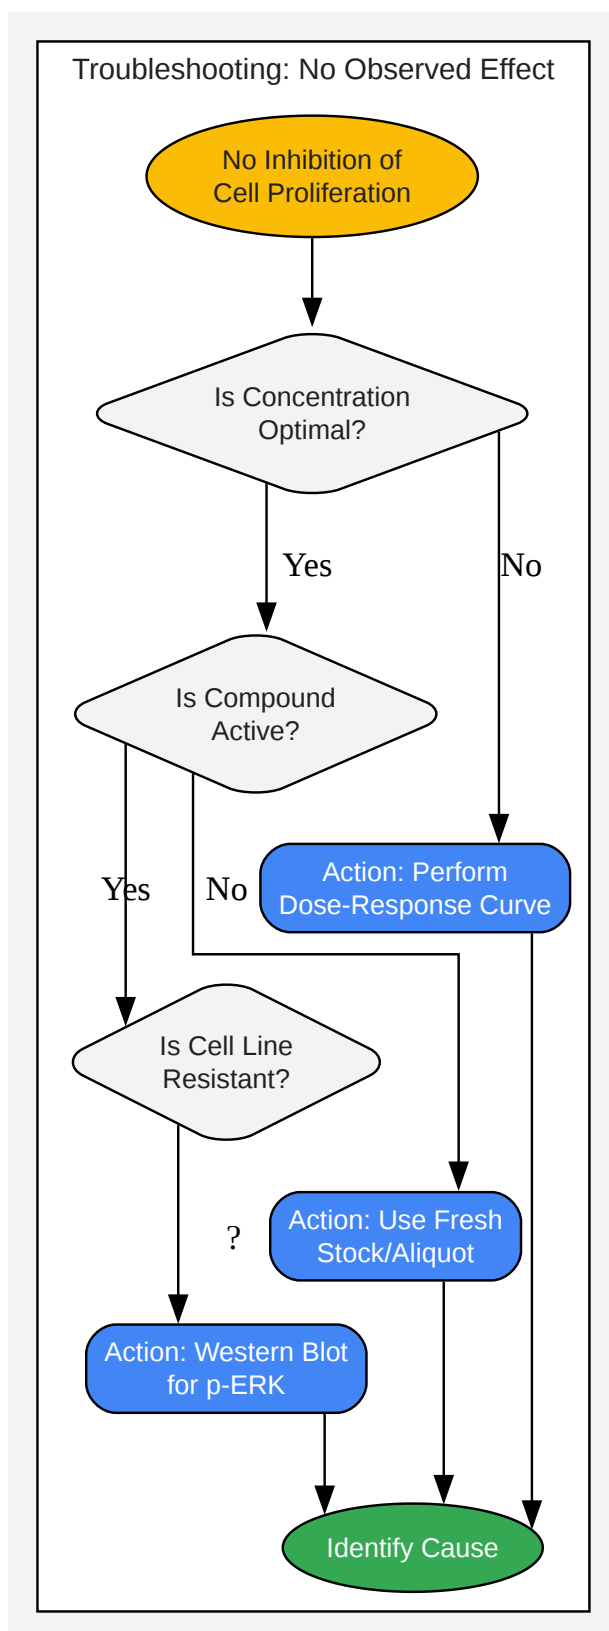 Troubleshooting: No Observed Effect
No Inhibition of
Cell Proliferation
Is Concentration
Optimal?
Yes
No
Is Compound
Active?
Action: Perform
Dose-Response Curve
Yes
No
Is Cell Line
Resistant?
Action: Use Fresh
Stock/Aliquot
?
Action: Western Blot
for p-ERK
Identify Cause